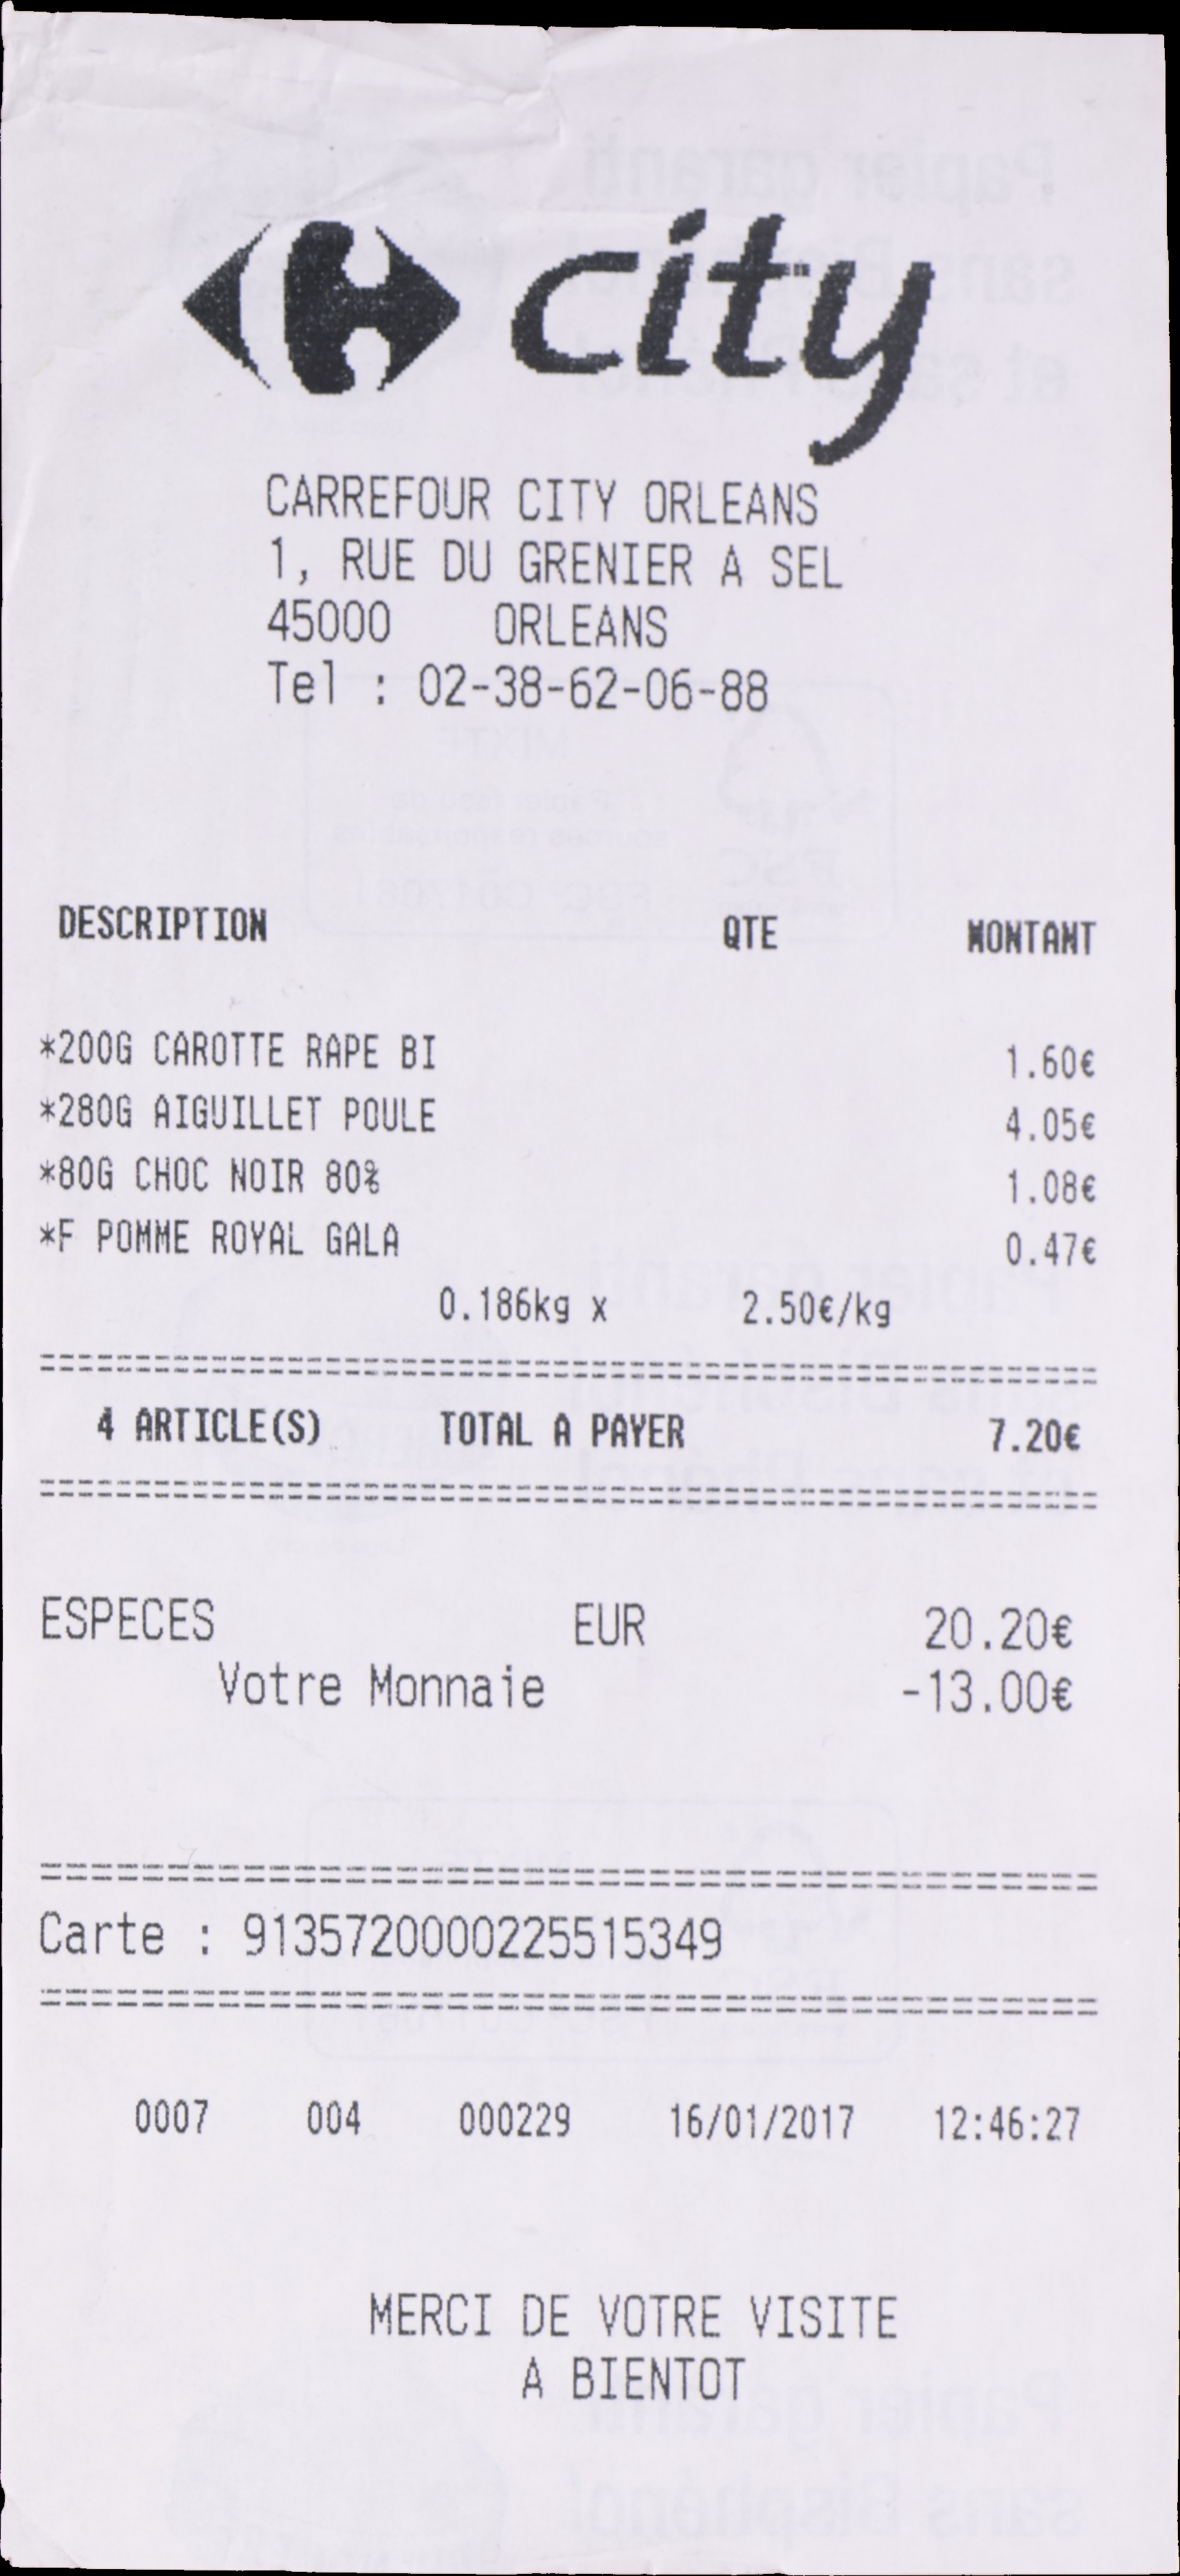 city
CARREFOUR CITY ORLEANS
1, RUE DU GRENIER A SEL
45000 ORLEANS
Tel : 02-38-62-06-88
DESCRIPTION QTE MONTANT
*200G CAROTTE RAPE BI 1.60€
*280G AIGUILLET POULE 4.05€
*80G CHOC NOIR 80% 1.08€
*F POMME ROYAL GALA 0.47€
0.186kg x 2.50€/kg
4 ARTICLE(S) TOTAL A PAYER 7.20€
ESPECES EUR 20.20€
Votre Monnaie -13.00€
Carte : 9135720000225515349
0007 004 000229 16/01/2017 12:46:27
MERCI DE VOTRE VISITE
A BIENTOT